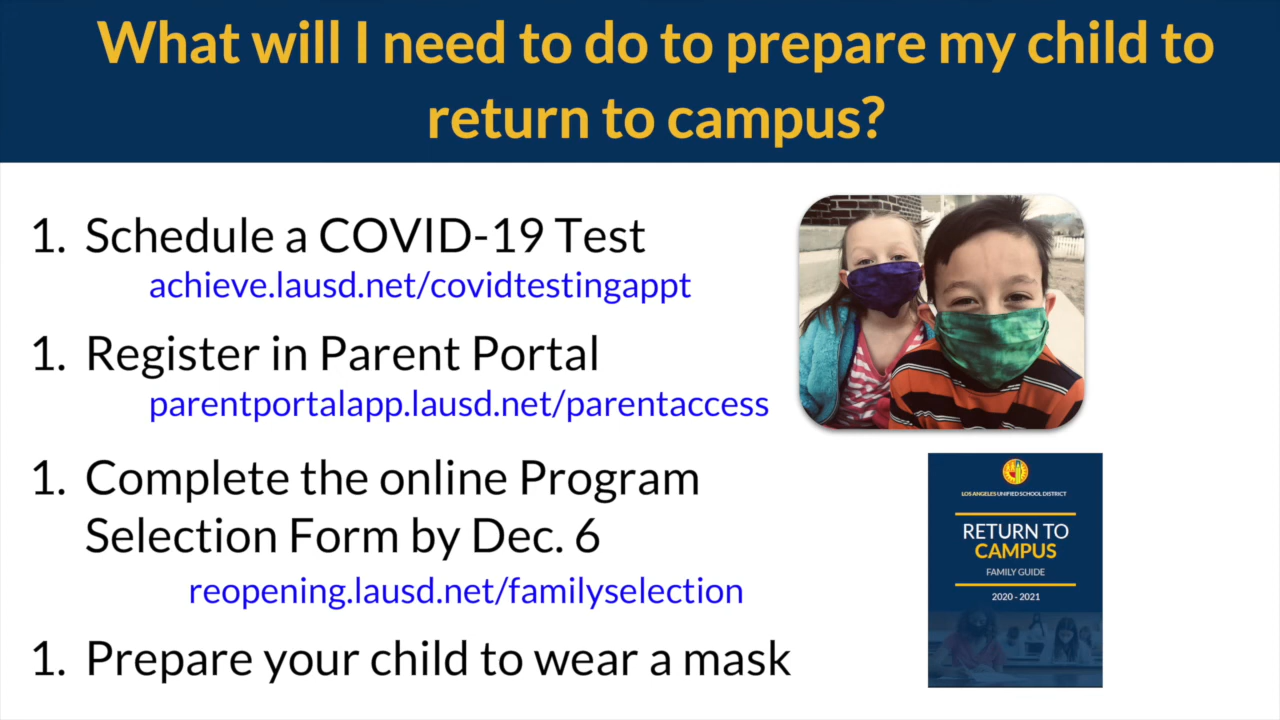 What will I need to do to prepare my child to
return to campus?
1. Schedule a COVID-19 Test
achieve.lausd.net/covidtestingappt
1. Register in Parent Portal
parentportalapp.lausd.net/parentaccess
1. Complete the online Program
Selection Form by Dec. 6
reopening.lausd.net/familyselection
1. Prepare your child to wear a mask
LOS ANGELES UNIFIED SCHOOL DISTRICT
RETURN TO
CAMPUS
FAMILY GUIDE
2020 - 2021